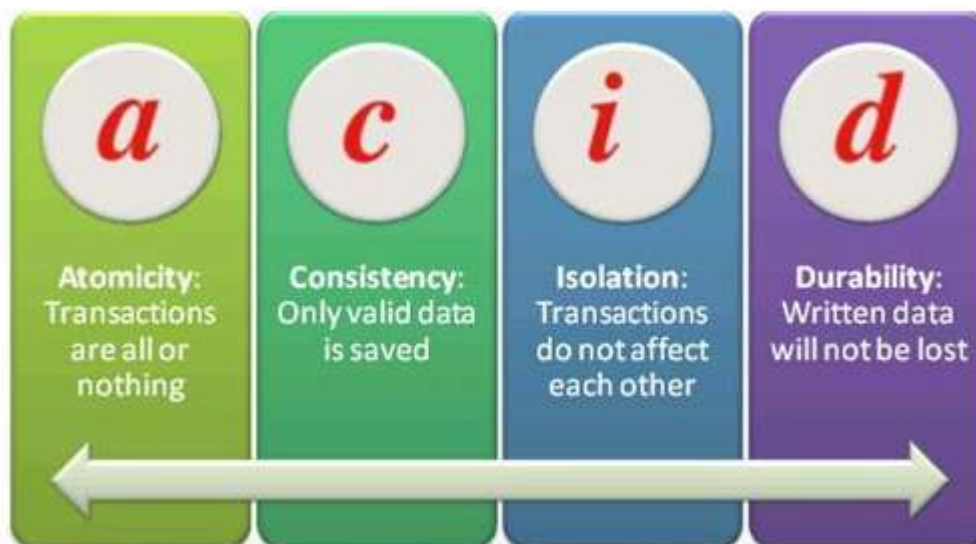 a
Atomicity:
Transactions
are all or
nothing
c
Consistency:
Only valid data
is saved
i
Isolation:
Transactions
do not affect
each other
d
Durability:
Written data
will not be lost